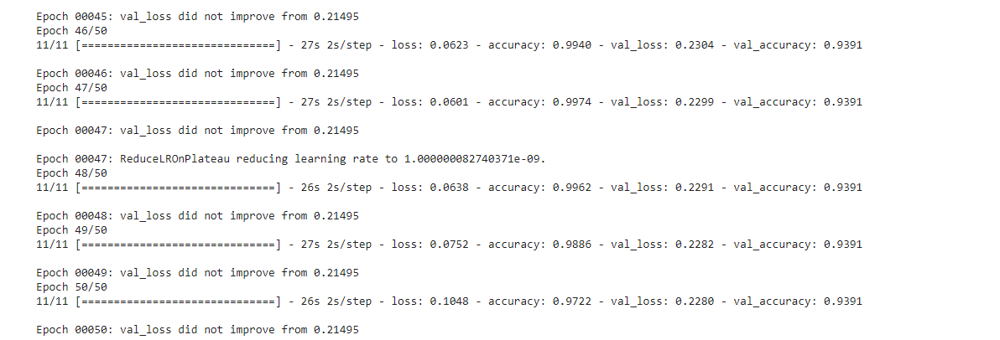 Epoch 00045: val_loss did not improve from 0.21495
Epoch 46/50
11/11 [==============================] - 27s 2s/step - loss: 0.0623 - accuracy: 0.9940 - val_loss: 0.2304 - val_accuracy: 0.9391
Epoch 00046: val_loss did not improve from 0.21495
Epoch 47/50
11/11 [==============================] - 27s 2s/step - loss: 0.0601 - accuracy: 0.9974 - val_loss: 0.2299 - val_accuracy: 0.9391
Epoch 00047: val_loss did not improve from 0.21495
Epoch 00047: ReduceLROnPlateau reducing learning rate to 1.000000082740371e-09.
Epoch 48/50
11/11 [==============================] - 26s 2s/step - loss: 0.0638 - accuracy: 0.9962 - val_loss: 0.2291 - val_accuracy: 0.9391
Epoch 00048: val_loss did not improve from 0.21495
Epoch 49/50
11/11 [==============================] - 27s 2s/step - loss: 0.0752 - accuracy: 0.9886 - val_loss: 0.2282 - val_accuracy: 0.9391
Epoch 00049: val_loss did not improve from 0.21495
Epoch 50/50
11/11 [==============================] - 26s 2s/step - loss: 0.1048 - accuracy: 0.9722 - val_loss: 0.2280 - val_accuracy: 0.9391
Epoch 00050: val_loss did not improve from 0.21495